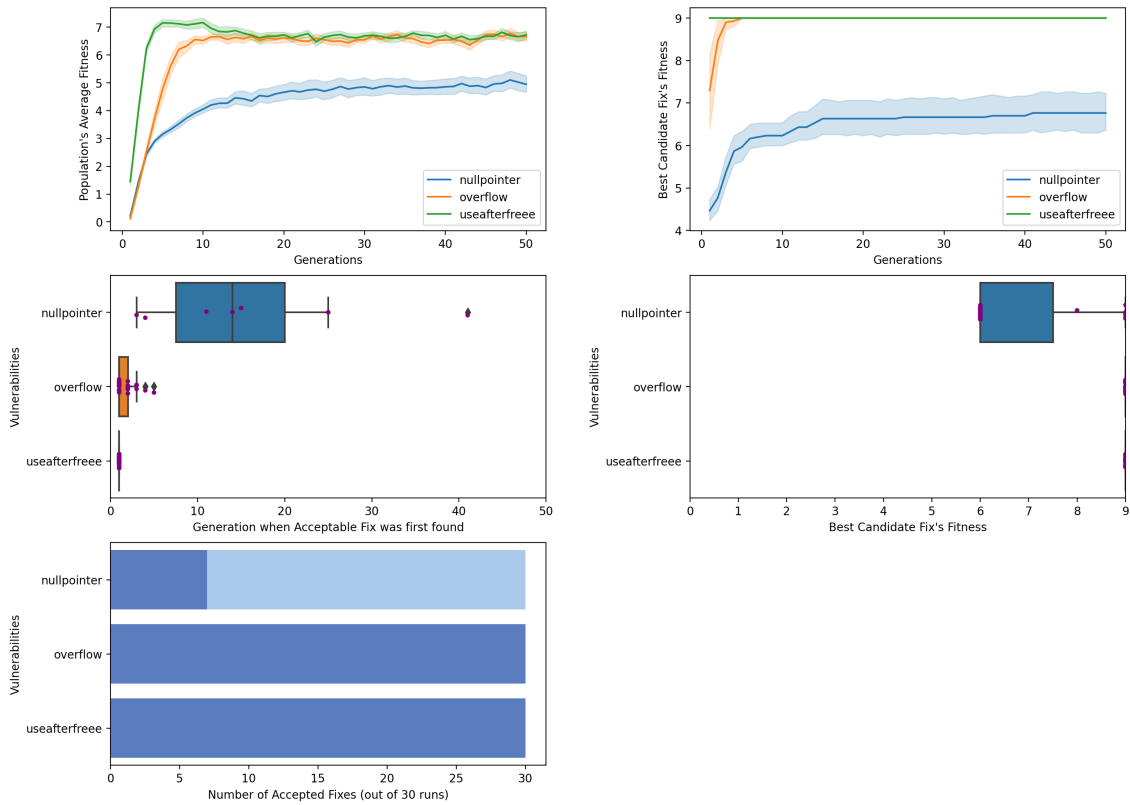 Population's Average Fitness
7
6
5
4
3
2
1
0
0 10 20 30 40 50
Generations
nullpointer
overflow
useafterfreee
Best Candidate Fix's Fitness
9
8
7
6
5
4
0 10 20 30 40 50
Generations
nullpointer
overflow
useafterfreee
Vulnerabilities
nullpointer
overflow
useafterfreee
0 10 20 30 40 50
Generation when Acceptable Fix was first found
Vulnerabilities
nullpointer
overflow
useafterfreee
0 1 2 3 4 5 6 7 8 9
Best Candidate Fix's Fitness
Vulnerabilities
nullpointer
overflow
useafterfreee
0 5 10 15 20 25 30
Number of Accepted Fixes (out of 30 runs)